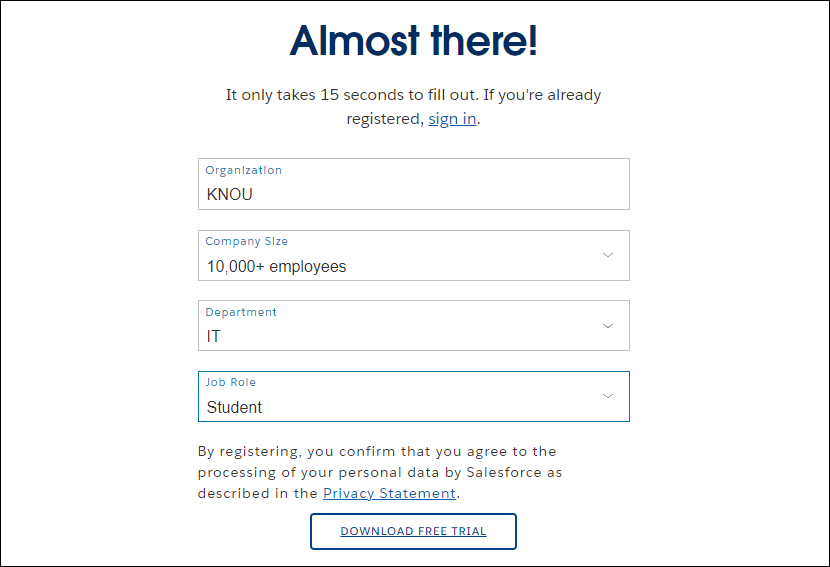 Almost there!
It only takes 15 seconds to fill out. If you're already
registered, sign in.
Organization
KNOU
Company Size
10,000+ employees
Department
IT
Job Role
Student
By registering, you confirm that you agree to the
processing of your personal data by Salesforce as
described in the Privacy Statement.
DOWNLOAD FREE TRIAL